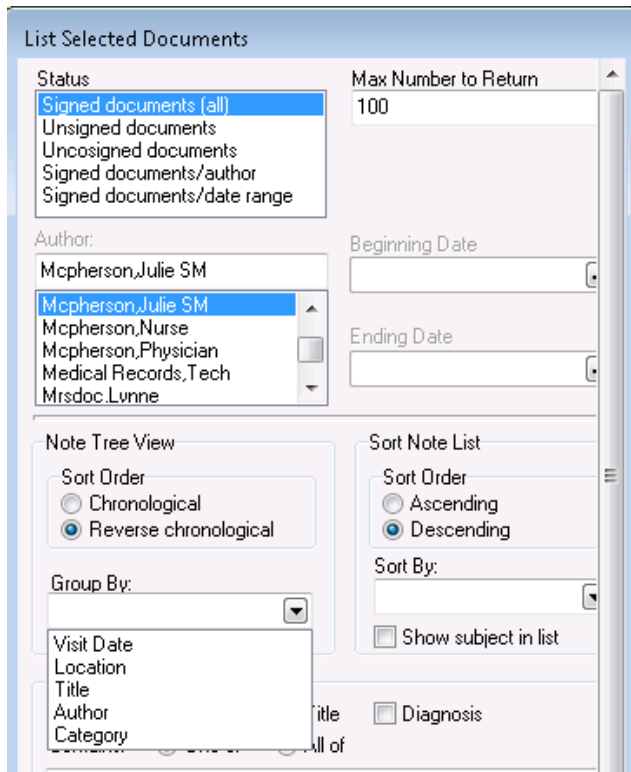 List Selected Documents
Status
Signed documents (all)
Unsigned documents
Uncosigned documents
Signed documents/author
Signed documents/date range
Max Number to Return
100
Author:
Mcpherson,Julie SM
Mcpherson,Julie SM
Mcpherson,Nurse
Mcpherson,Physician
Medical Records,Tech
Mrsdoc,Lynne
Beginning Date
Ending Date
Note Tree View
Sort Order
Chronological
Reverse chronological
Group By:
Visit Date
Location
Title
Author
Category
Sort Note List
Sort Order
Ascending
Descending
Sort By:
Show subject in list
Diagnosis
All of